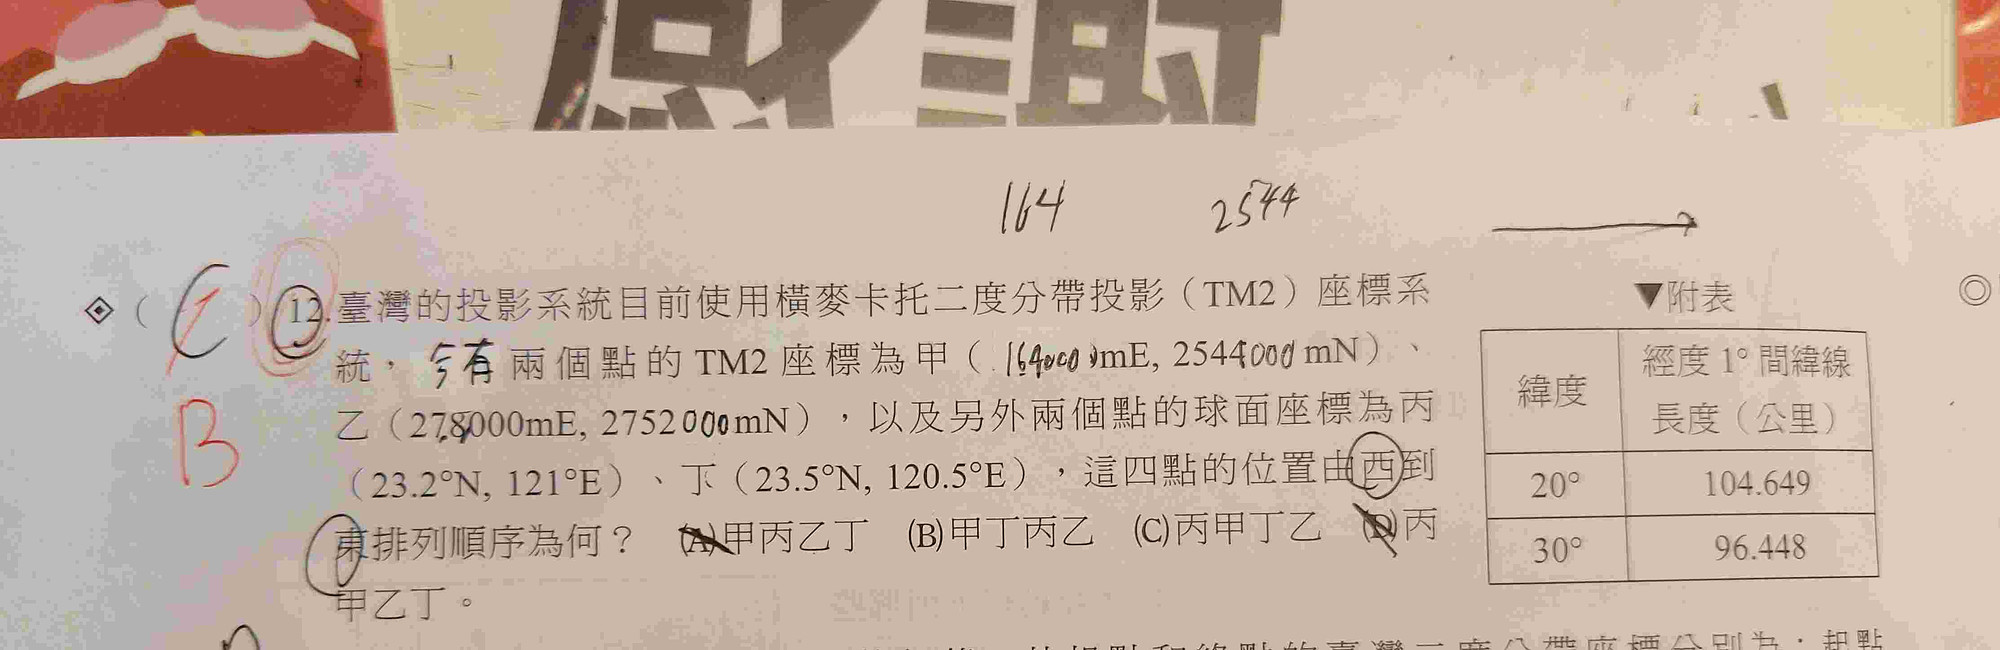 感謝
164 2544
◈( C )12.臺灣的投影系統目前使用橫麥卡托二度分帶投影(TM2)座標系
統,今有兩個點的TM2座標為甲(164000mE, 2544000mN)、
B
乙(278000mE, 2752000mN),以及另外兩個點的球面座標為丙
(23.2°N, 121°E)、丁(23.5°N, 120.5°E),這四點的位置由西到
東排列順序為何? (A)甲丙乙丁 (B)甲丁丙乙 (C)丙甲丁乙 (D)丙
甲乙丁。
▼附表
緯度 經度1°間緯線
長度(公里)
20° 104.649
30° 96.448
◎